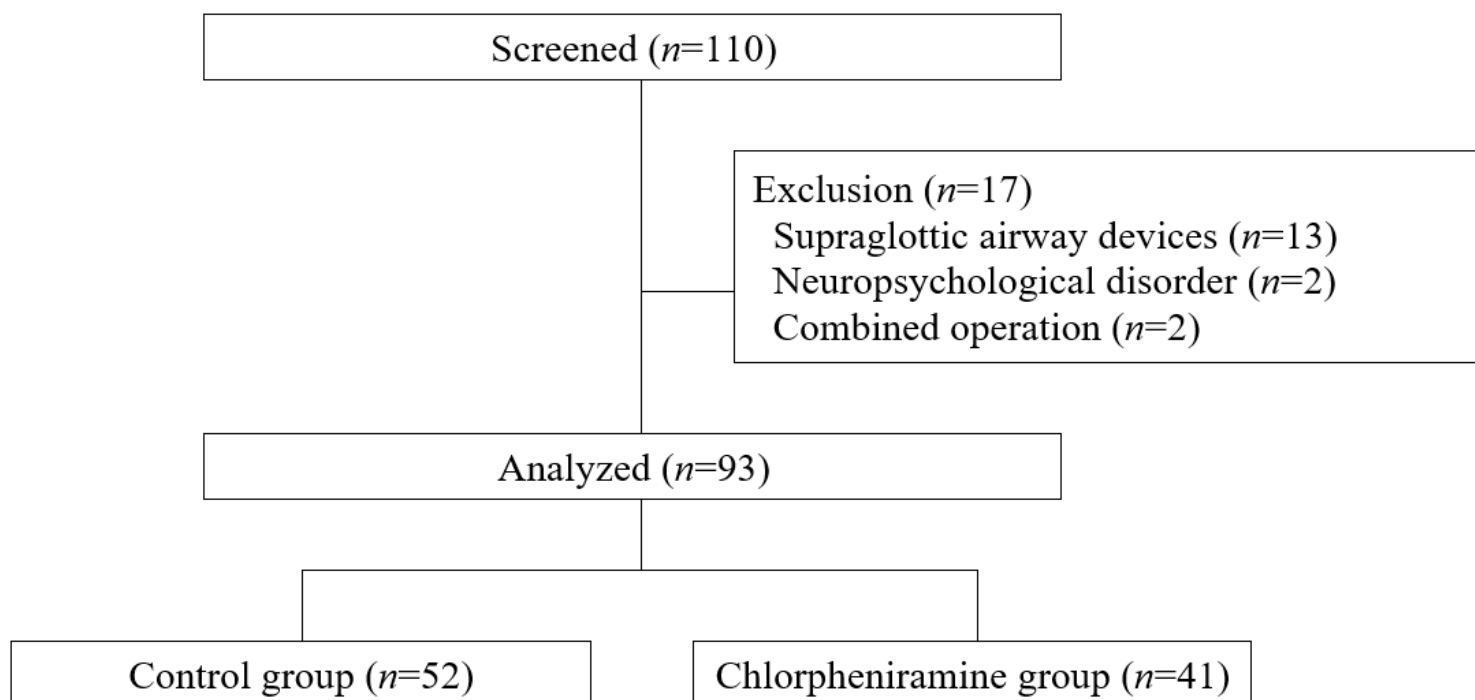 Screened (n=110)
Exclusion (n=17)
Supraglottic airway devices (n=13)
Neuropsychological disorder (n=2)
Combined operation (n=2)
Analyzed (n=93)
Control group (n=52)
Chlorpheniramine group (n=41)